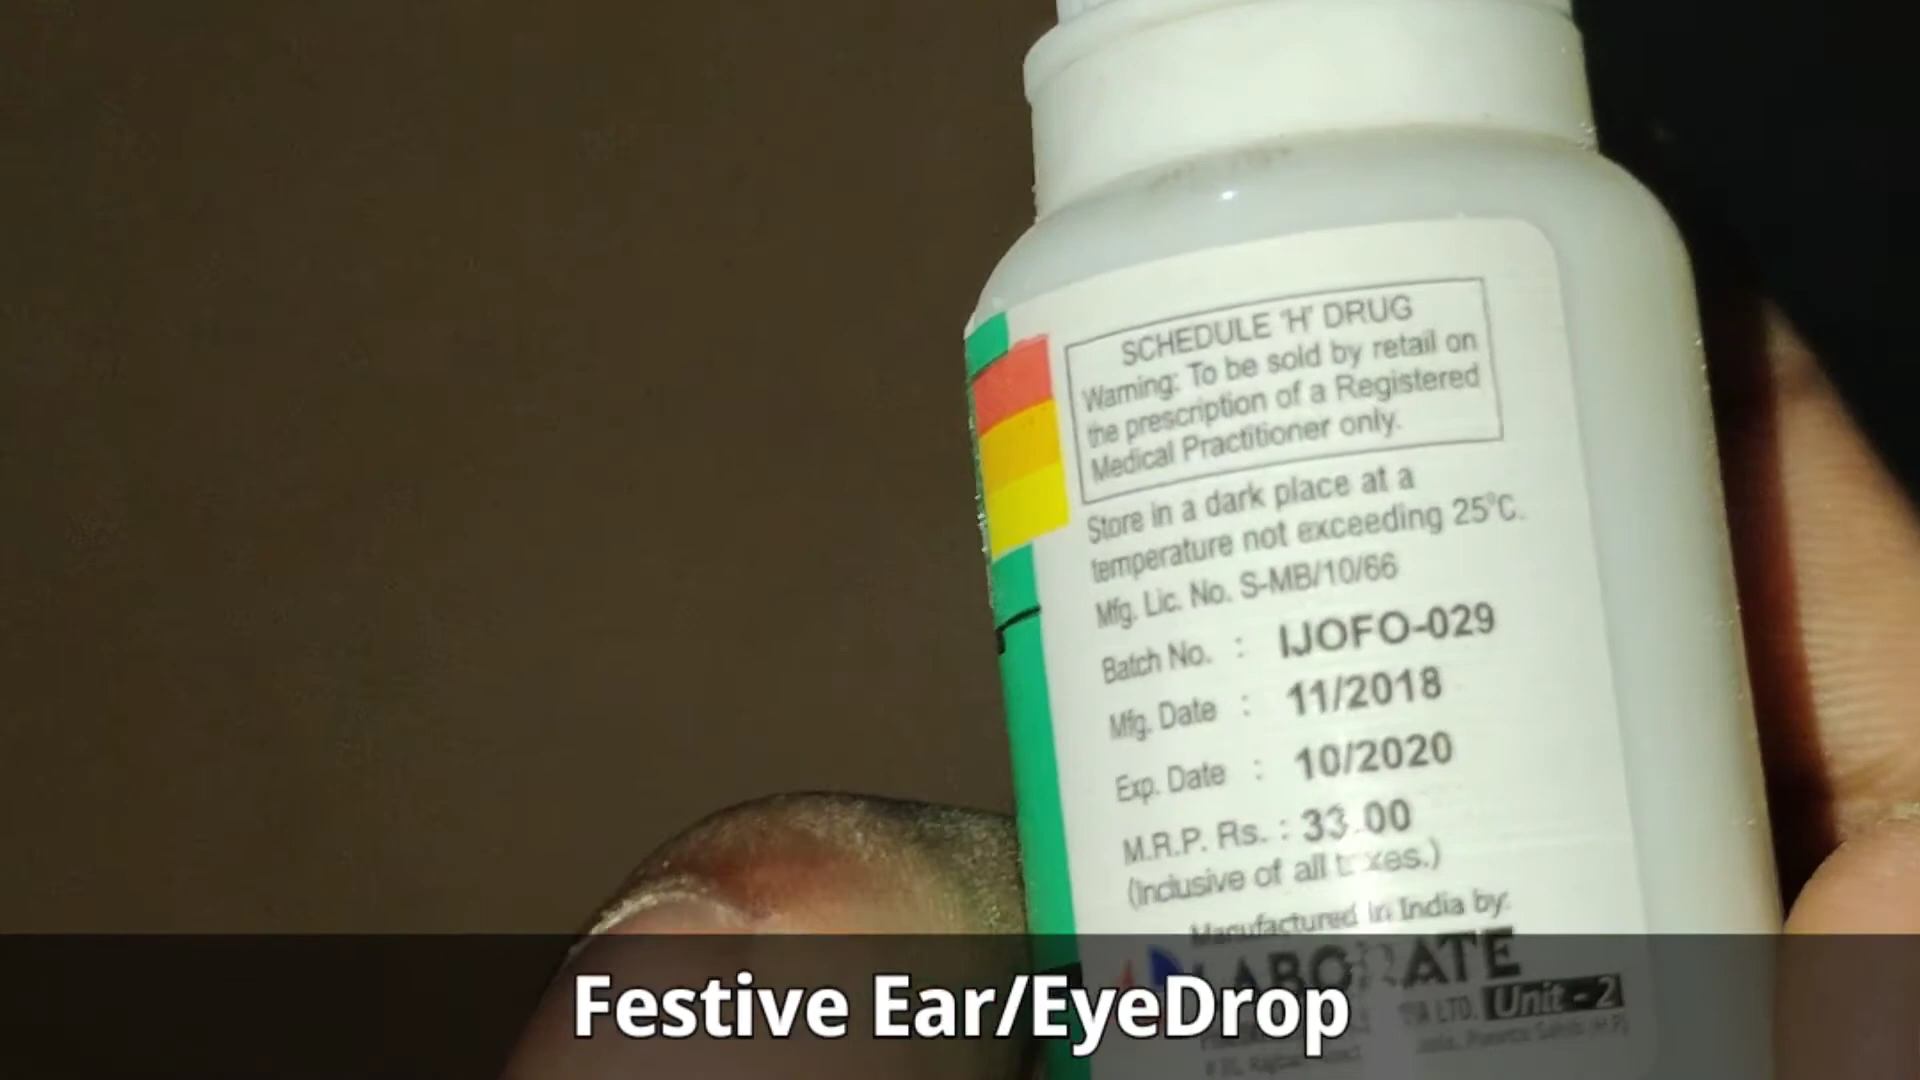 SCHEDULE 'H' DRUG
Warning: To be sold by retail on
the prescription of a Registered
Medical Practitioner only.
Store in a dark place at a
temperature not exceeding 25°C.
Mfg. Lic. No. S-MB/10/66
Batch No. : IJOFO-029
Mfg. Date : 11/2018
Exp. Date : 10/2020
M.R.P. Rs. : 33.00
(Inclusive of all taxes.)
Manufactured in India by:
LABORATE
LTD. Unit - 2
Festive Ear/EyeDrop